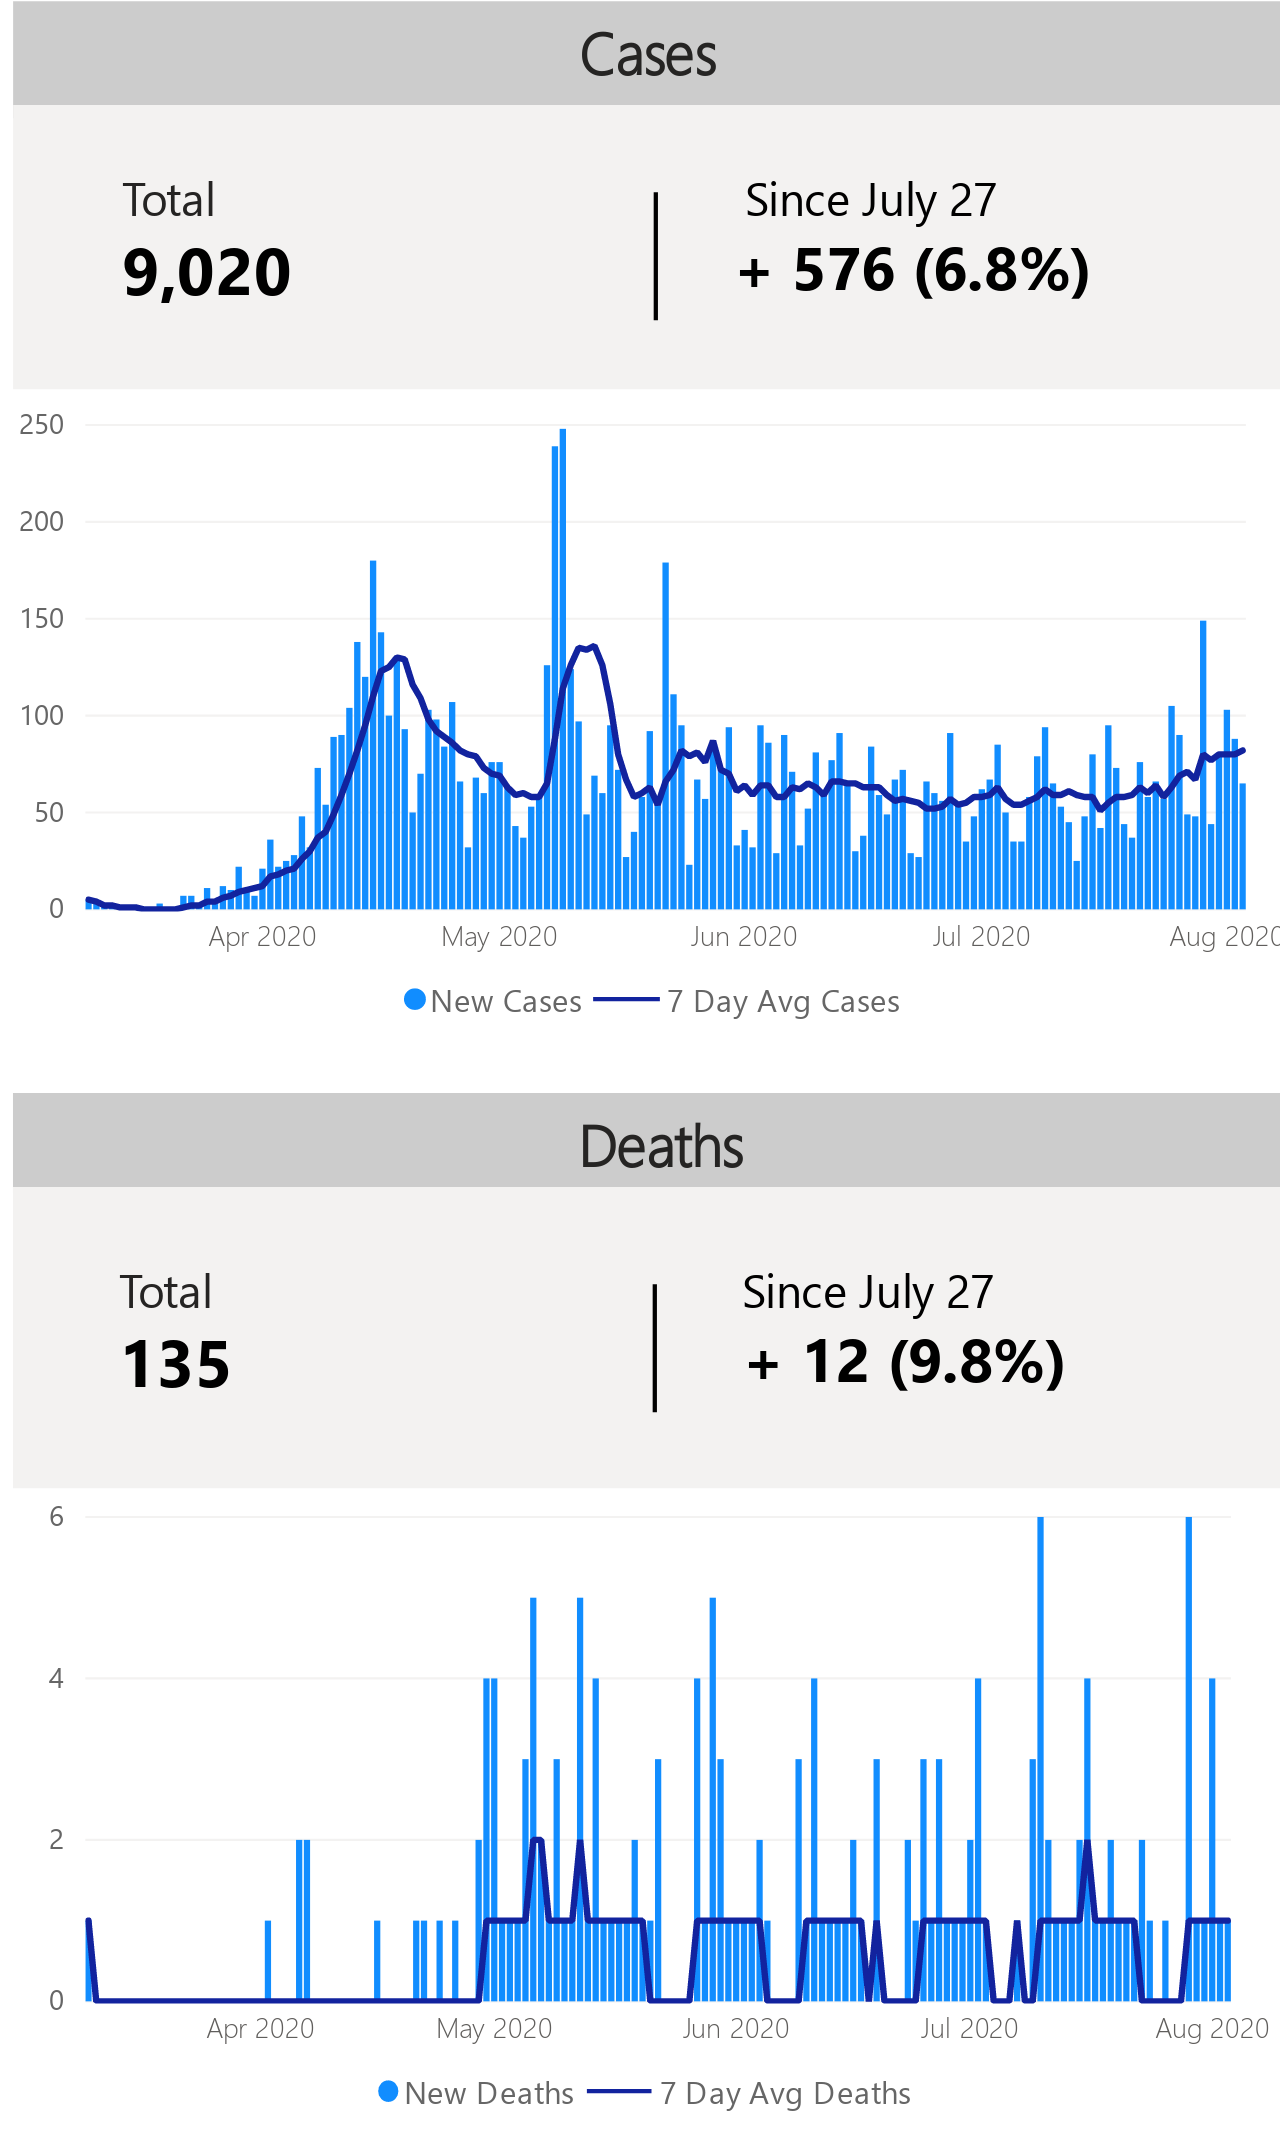 Cases
Total
Since July 27
9,020
+ 576 (6.8%)
250
200
150
100
50
0
Apr 2020
May 2020
Jun 2020
Jul 2020
Aug 2020
New Cases
7 Day Avg Cases
Deaths
Total
Since July 27
135
+ 12 (9.8%)
6
4
2
0
Apr 2020
May 2020
Jun 2020
Jul 2020
Aug 2020
New Deaths
7 Day Avg Deaths